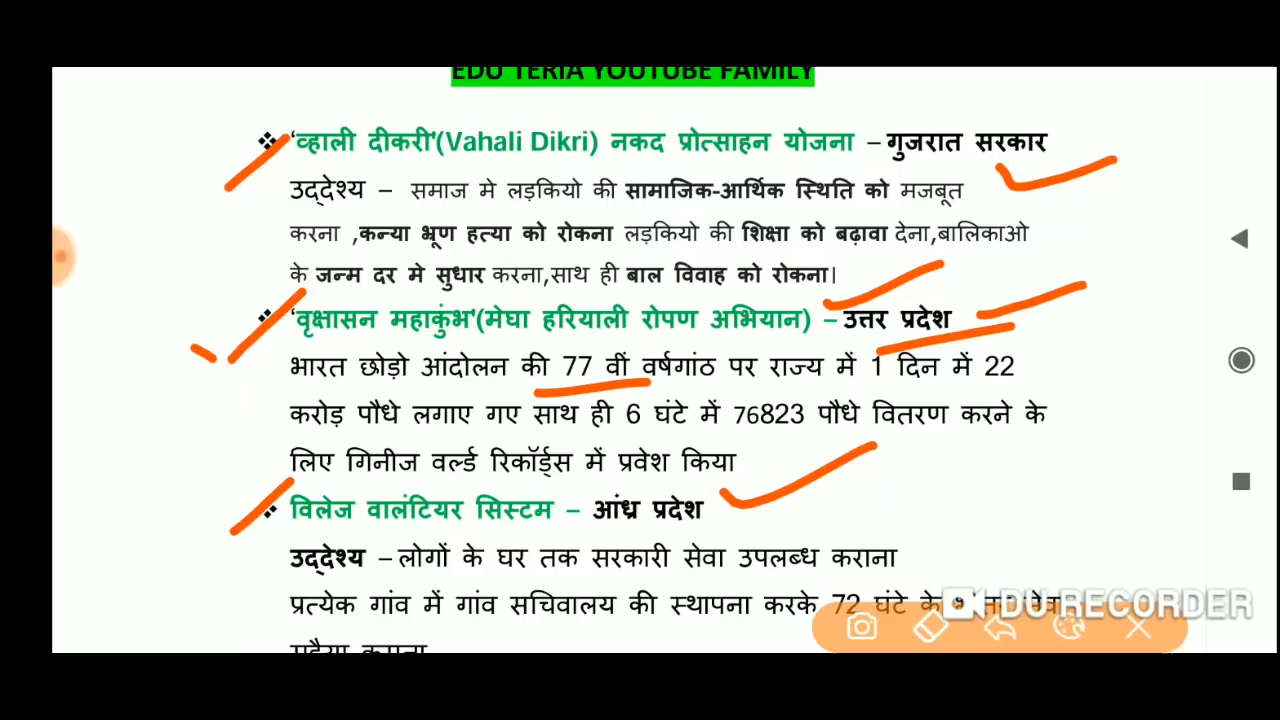 EDU TERIA YOUTUBE FAMILY
❖ 'व्हाली दीकरी'(Vahali Dikri) नकद प्रोत्साहन योजना – गुजरात सरकार
उद्देश्य – समाज मे लड़कियो की सामाजिक-आर्थिक स्थिति को मजबूत
करना ,कन्या भ्रूण हत्या को रोकना लड़कियो की शिक्षा को बढ़ावा देना,बालिकाओ
के जन्म दर मे सुधार करना,साथ ही बाल विवाह को रोकना।
❖ 'वृक्षासन महाकुंभ'(मेघा हरियाली रोपण अभियान) – उत्तर प्रदेश
भारत छोड़ो आंदोलन की 77 वीं वर्षगांठ पर राज्य में 1 दिन में 22
करोड़ पौधे लगाए गए साथ ही 6 घंटे में 76823 पौधे वितरण करने के
लिए गिनीज वर्ल्ड रिकॉर्ड्स में प्रवेश किया
❖ विलेज वालंटियर सिस्टम – आंध्र प्रदेश
उद्देश्य – लोगों के घर तक सरकारी सेवा उपलब्ध कराना
प्रत्येक गांव में गांव सचिवालय की स्थापना करके 72 घंटे के
DU RECORDER